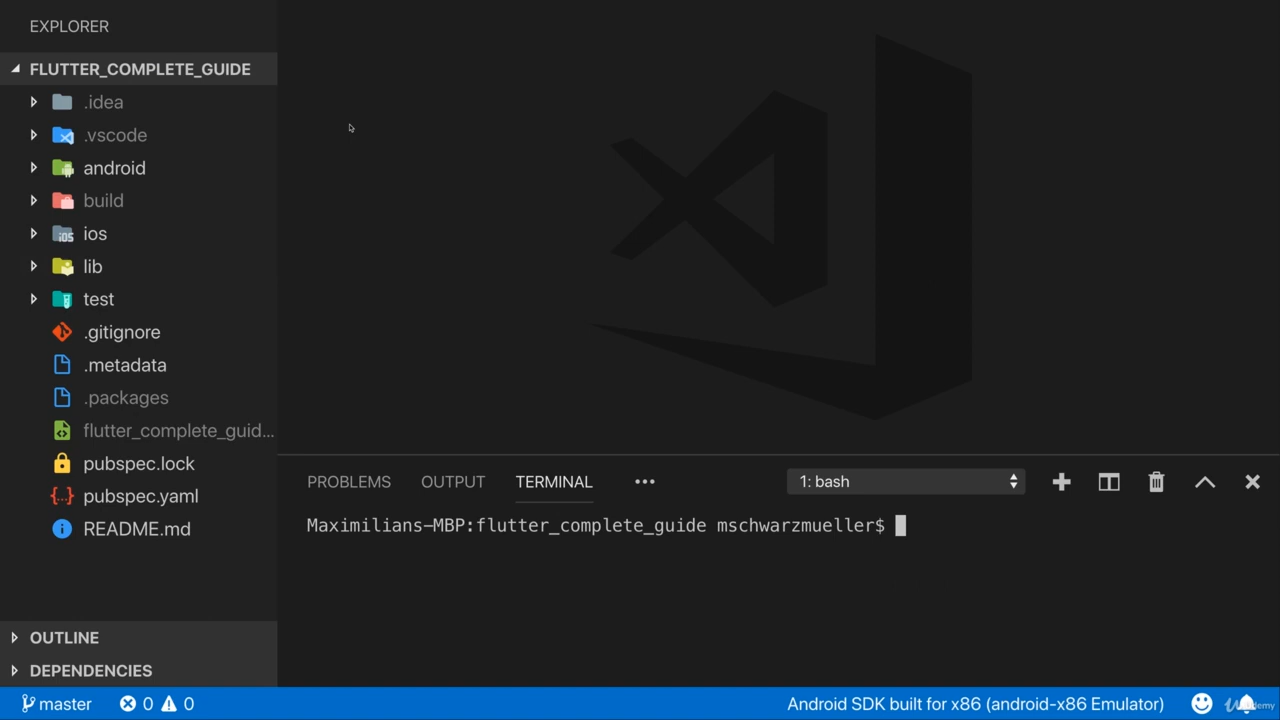 EXPLORER
FLUTTER_COMPLETE_GUIDE
.idea
.vscode
android
build
iOS
ios
lib
test
.gitignore
.metadata
.packages
flutter_complete_guid...
pubspec.lock
pubspec.yaml
README.md
OUTLINE
DEPENDENCIES
PROBLEMS
OUTPUT
TERMINAL
1: bash
Maximilians-MBP:flutter_complete_guide mschwarzmueller$
master
0
0
Android SDK built for x86 (android-x86 Emulator)
Udemy